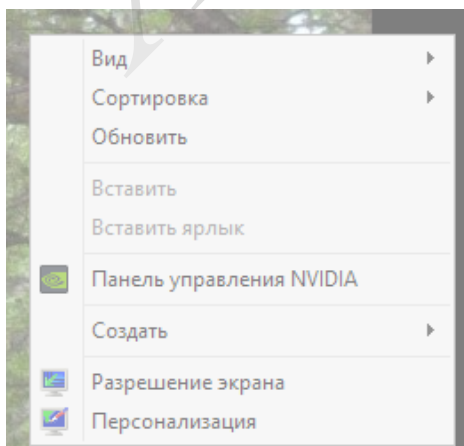 Вид
Сортировка
Обновить
Вставить
Вставить ярлык
Панель управления NVIDIA
Создать
Разрешение экрана
Персонализация